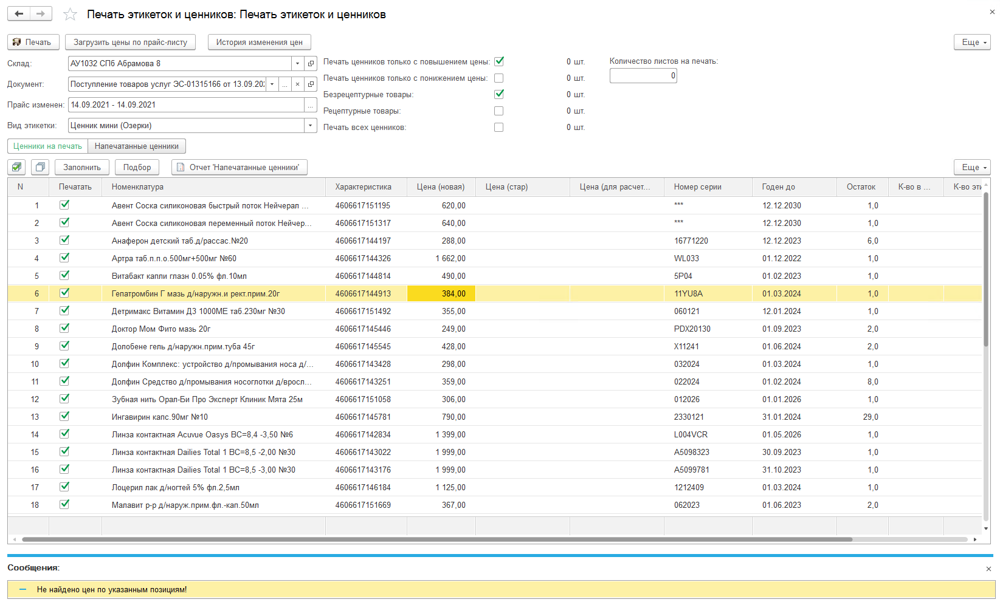 Печать этикеток и ценников: Печать этикеток и ценников
Печать Загрузить цены по прайс-листу История изменения цен Еще
Склад: АУ1032 СПб Абрамова 8
Документ: Поступление товаров услуг ЭС-01315166 от 13.09.202
Прайс изменен: 14.09.2021 - 14.09.2021 ...
Вид этикетки: Ценник мини (Озерки)
Печать ценников только с повышением цены: 0 шт.
Печать ценников только с понижением цены: 0 шт.
Безрецептурные товары: 0 шт.
Рецептурные товары: 0 шт.
Печать всех ценников: 0 шт.
Количество листов на печать:
0
Ценники на печать Напечатанные ценники
Заполнить Подбор Отчет 'Напечатанные ценники' Еще
N Печатать Номенклатура Характеристика Цена (новая) Цена (стар) Цена (для расчет... Номер серии Годен до Остаток К-во в ... К-во эти
1 Авент Соска силиконовая быстрый поток Нейчерал ... 4606617151195 620,00 *** 12.12.2030 1,0
2 Авент Соска силиконовая переменный поток Нейчер... 4606617151317 640,00 *** 12.12.2030 1,0
3 Анаферон детский таб.д/рассас.№20 4606617144197 288,00 16771220 12.12.2023 6,0
4 Артра таб.п.п.о.500мг+500мг №60 4606617144326 1 662,00 WL033 01.12.2022 1,0
5 Витабакт капли глазн 0.05% фл.10мл 4606617144814 490,00 5P04 01.02.2023 1,0
6 Гепатромбин Г мазь д/наружн.и рект.прим.20г 4606617144913 384,00 11YU8A 01.03.2024 1,0
7 Детримакс Витамин Д3 1000МЕ таб.230мг №30 4606617151492 355,00 060121 12.01.2024 1,0
8 Доктор Мом Фито мазь 20г 4606617145446 249,00 PDX20130 01.09.2023 2,0
9 Долобене гель д/наружн.прим.туба 45г 4606617145545 428,00 X11241 01.06.2024 2,0
10 Долфин Комплекс: устройство д/промывания носа д/... 4606617143428 298,00 032024 01.03.2024 1,0
11 Долфин Средство д/промывания носоглотки д/вросл... 4606617143251 359,00 022024 01.02.2024 8,0
12 Зубная нить Орал-Би Про Эксперт Клиник Мята 25м 4606617151058 306,00 012026 01.01.2026 1,0
13 Ингавирин капс.90мг №10 4606617145781 790,00 2330121 31.01.2024 29,0
14 Линза контактная Acuvue Oasys BC=8,4 -3,50 №6 4606617142834 1 399,00 L004VCR 01.05.2026 1,0
15 Линза контактная Dailies Total 1 BC=8,5 -2,00 №30 4606617143022 1 999,00 A5098323 30.09.2023 1,0
16 Линза контактная Dailies Total 1 BC=8,5 -3,00 №30 4606617143176 1 999,00 A5099781 31.10.2023 1,0
17 Лоцерил лак д/ногтей 5% фл.2,5мл 4606617146184 1 125,00 1212409 01.03.2024 1,0
18 Малавит р-р д/наруж.прим.фл.-кап.50мл 4606617151669 367,00 062023 01.06.2023 2,0
Сообщения:
Не найдено цен по указанным позициям!